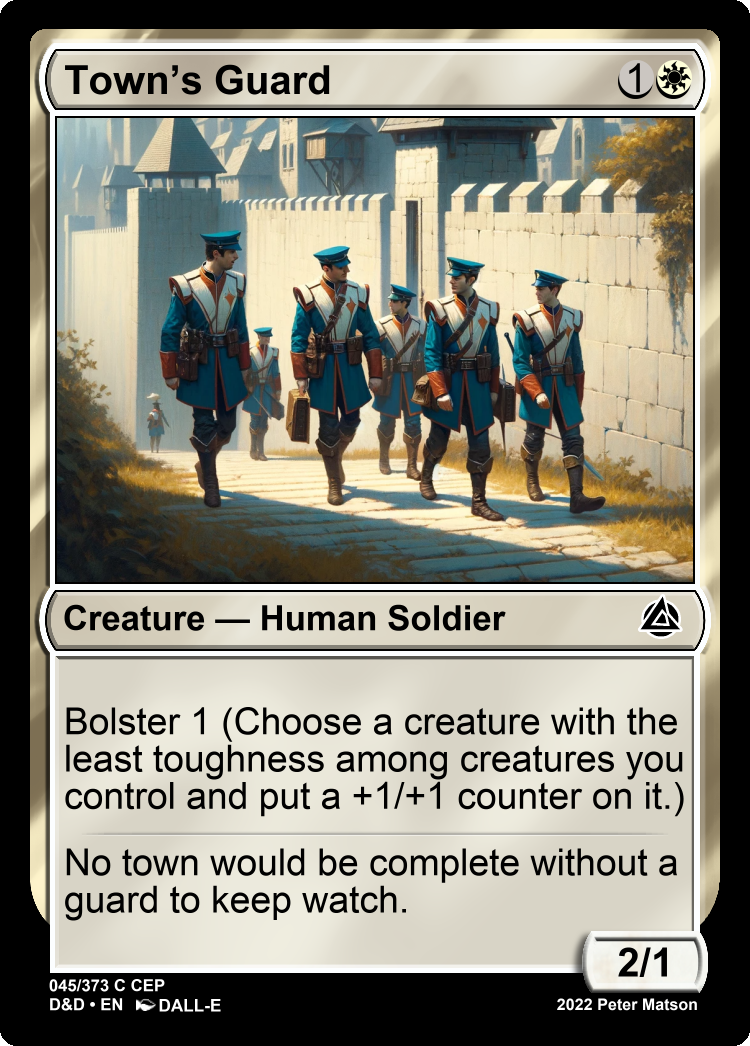 Town’s Guard 1
Creature — Human Soldier
Bolster 1 (Choose a creature with the
least toughness among creatures you
control and put a +1/+1 counter on it.)
No town would be complete without a
guard to keep watch.
2/1
045/373 C CEP
D&D • EN DALL-E
2022 Peter Matson